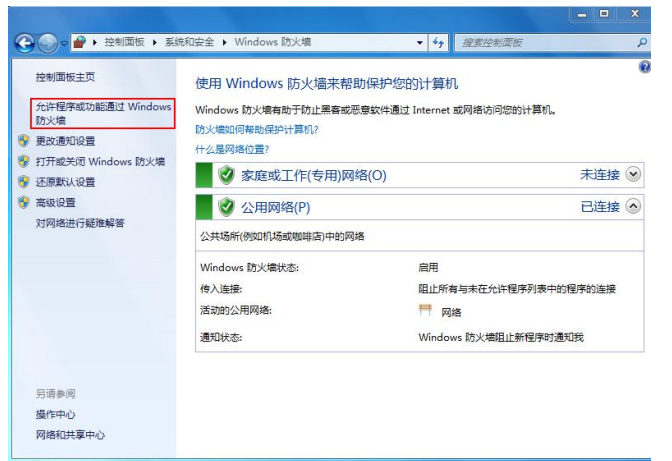 控制面板 ▸ 系统和安全 ▸ Windows 防火墙
搜索控制面板
控制面板主页
允许程序或功能通过 Windows
防火墙
更改通知设置
打开或关闭 Windows 防火墙
还原默认设置
高级设置
对网络进行疑难解答
另请参阅
操作中心
网络和共享中心
使用 Windows 防火墙来帮助保护您的计算机
Windows 防火墙有助于防止黑客或恶意软件通过 Internet 或网络访问您的计算机。
防火墙如何帮助保护计算机?
什么是网络位置?
家庭或工作(专用)网络(O) 未连接
公用网络(P) 已连接
公共场所(例如机场或咖啡店)中的网络
Windows 防火墙状态: 启用
传入连接: 阻止所有与未在允许程序列表中的程序的连接
活动的公用网络: 网络
通知状态: Windows 防火墙阻止新程序时通知我